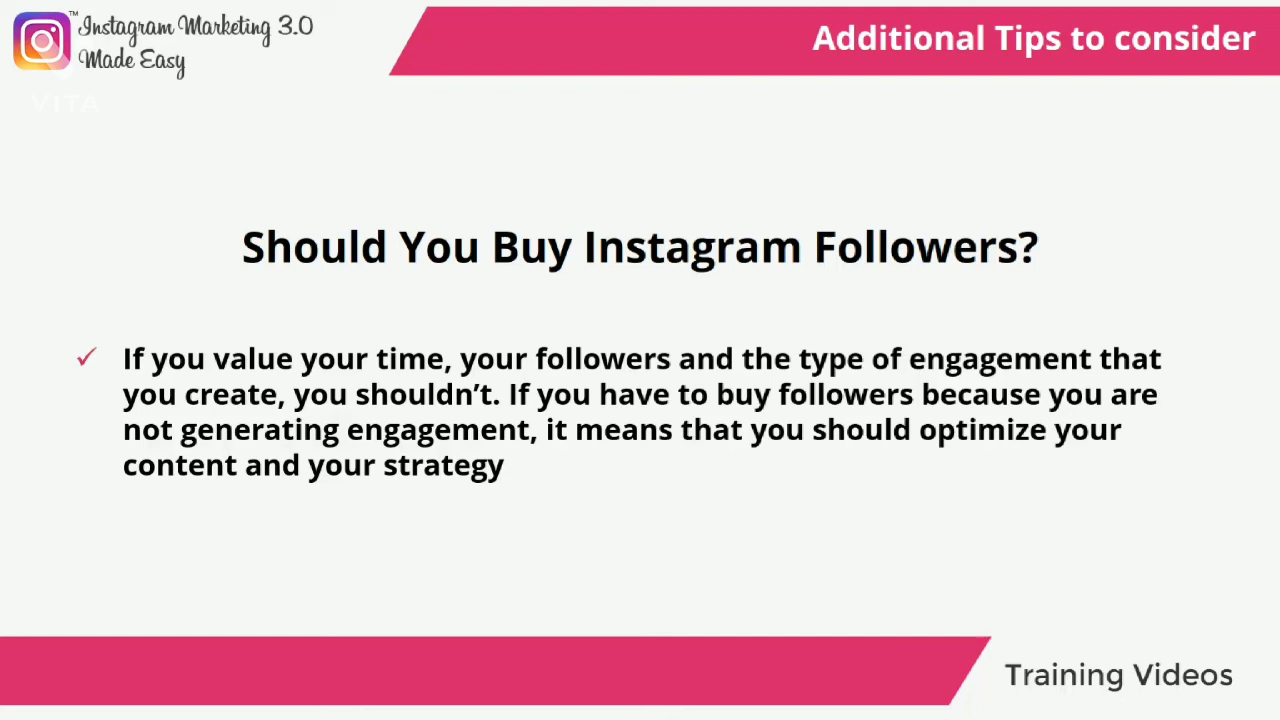 Instagram Marketing 3.0
Made Easy
TM
VITA
Additional Tips to consider
Should You Buy Instagram Followers?
If you value your time, your followers and the type of engagement that
you create, you shouldn’t. If you have to buy followers because you are
not generating engagement, it means that you should optimize your
content and your strategy
Training Videos